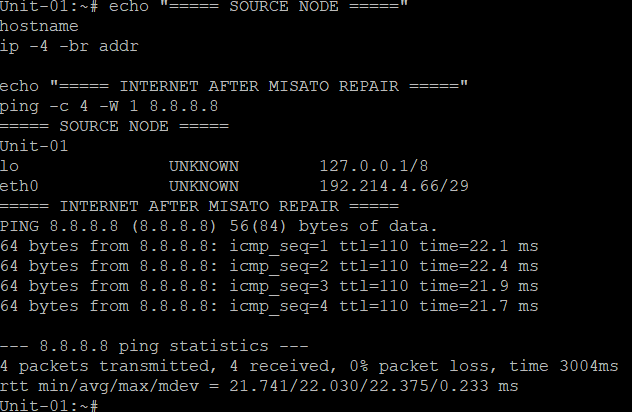 Unit-01:~# echo "===== SOURCE NODE ====="
hostname
ip -4 -br addr
echo "===== INTERNET AFTER MISATO REPAIR ====="
ping -c 4 -W 1 8.8.8.8
===== SOURCE NODE =====
Unit-01
lo               UNKNOWN        127.0.0.1/8
eth0             UNKNOWN        192.214.4.66/29
===== INTERNET AFTER MISATO REPAIR =====
PING 8.8.8.8 (8.8.8.8) 56(84) bytes of data.
64 bytes from 8.8.8.8: icmp_seq=1 ttl=110 time=22.1 ms
64 bytes from 8.8.8.8: icmp_seq=2 ttl=110 time=22.4 ms
64 bytes from 8.8.8.8: icmp_seq=3 ttl=110 time=21.9 ms
64 bytes from 8.8.8.8: icmp_seq=4 ttl=110 time=21.7 ms
--- 8.8.8.8 ping statistics ---
4 packets transmitted, 4 received, 0% packet loss, time 3004ms
rtt min/avg/max/mdev = 21.741/22.030/22.375/0.233 ms
Unit-01:~#